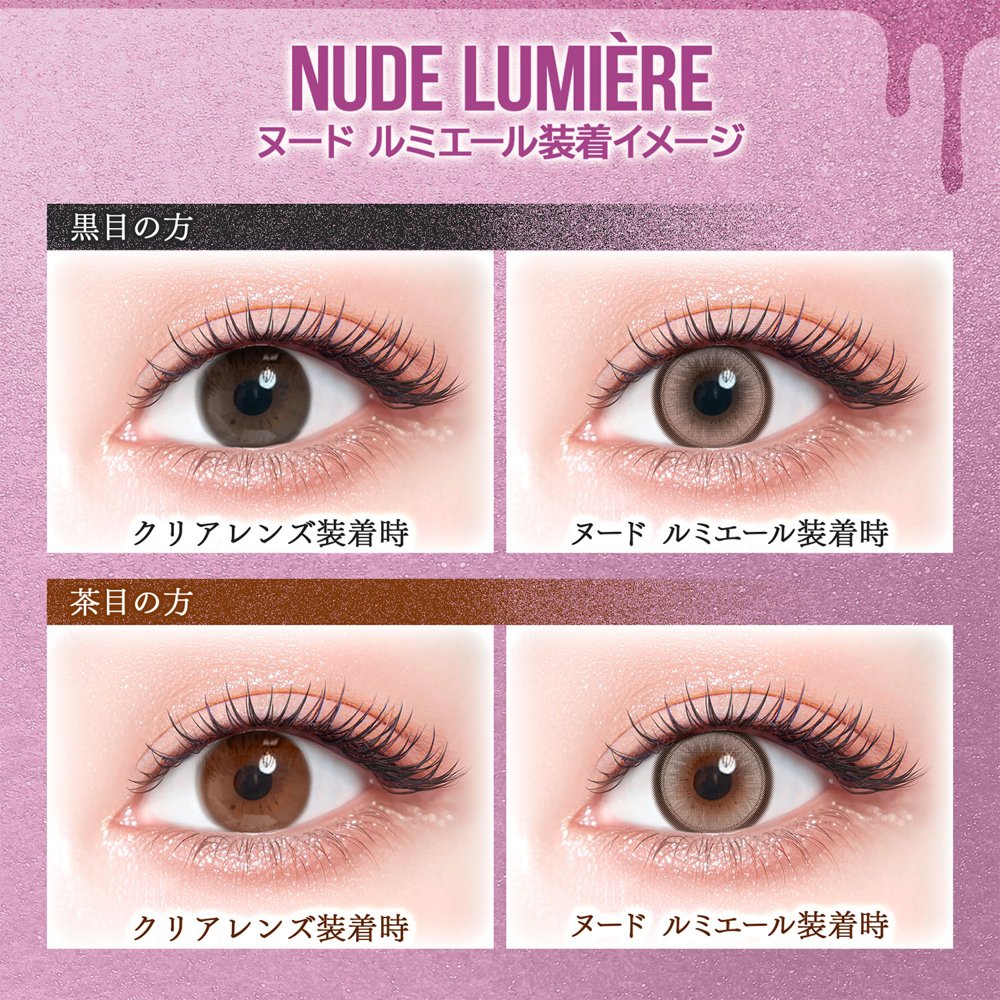 NUDE LUMIÈRE
ヌード ルミエール装着イメージ
黒目の方
クリアレンズ装着時
ヌード ルミエール装着時
茶目の方
クリアレンズ装着時
ヌード ルミエール装着時